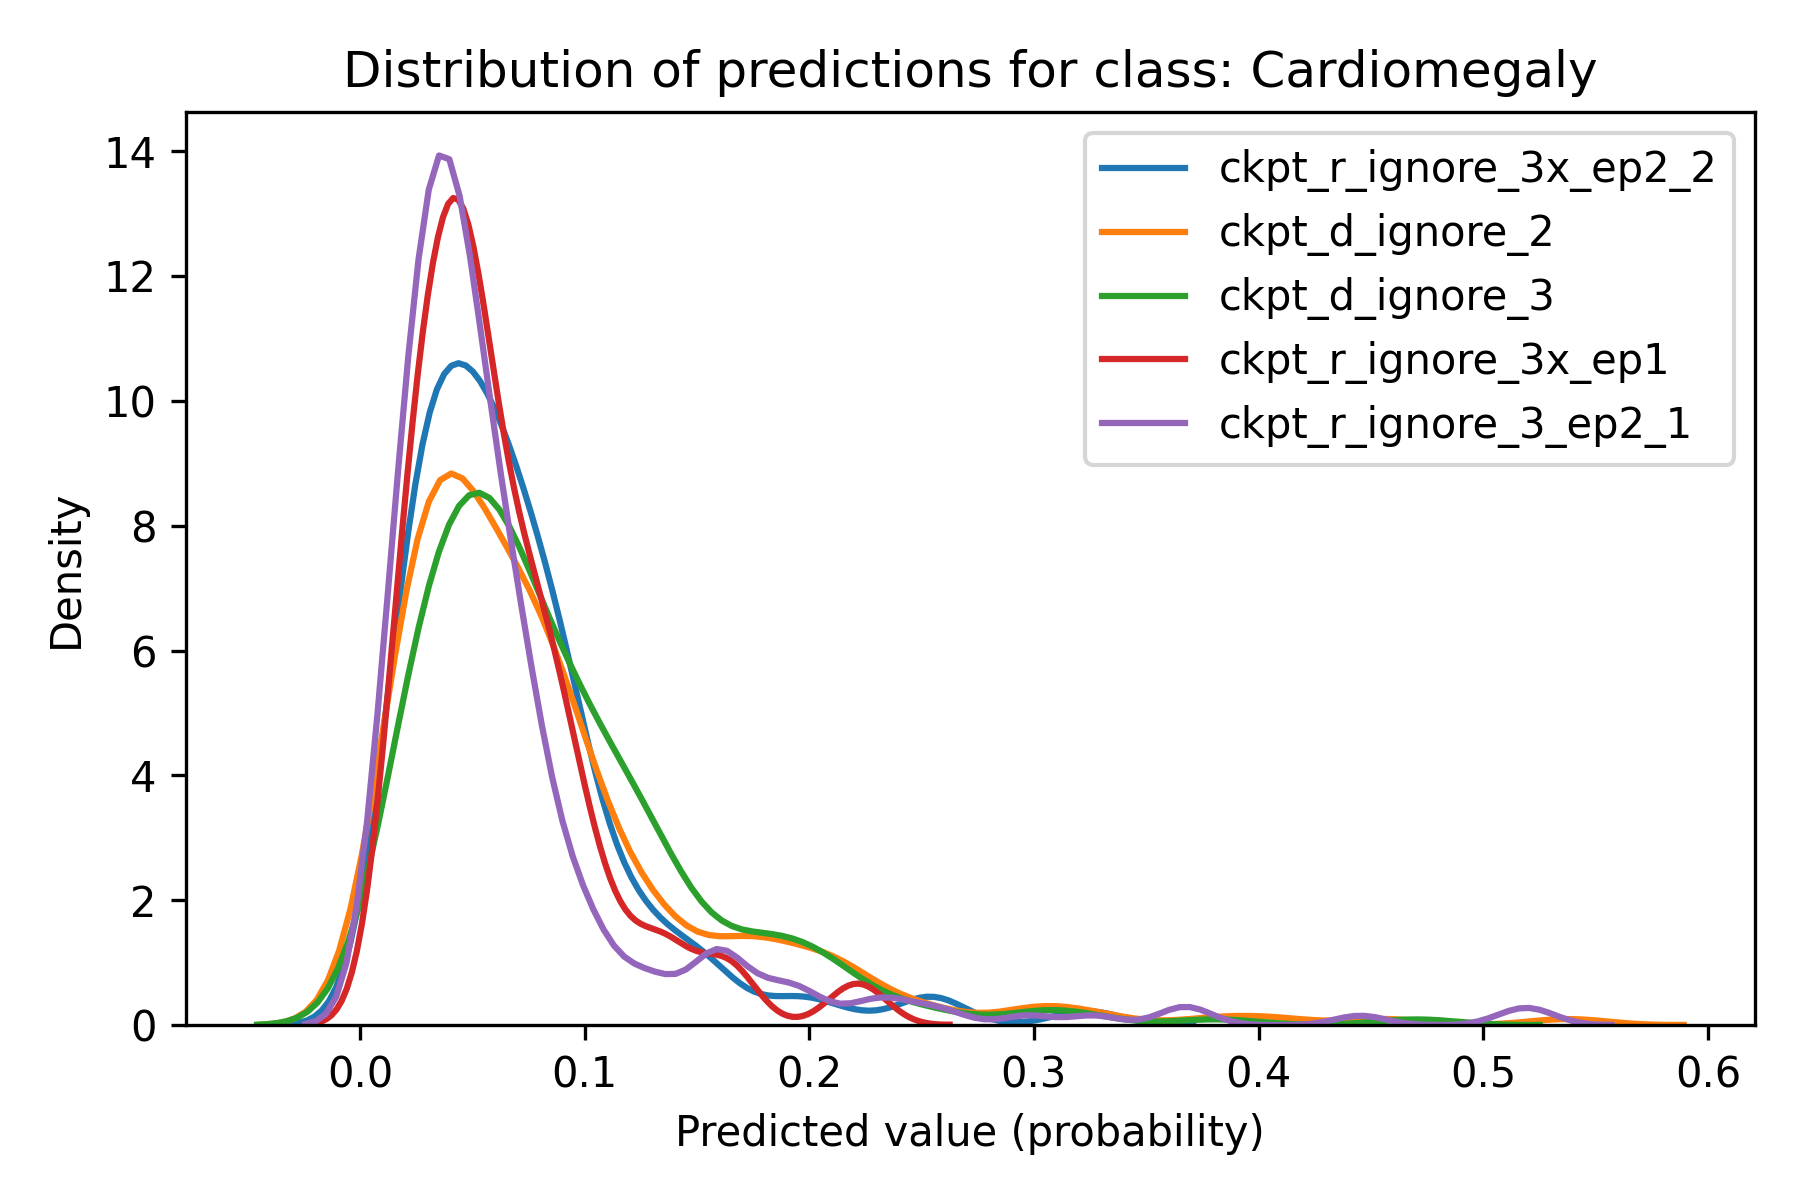 Distribution of predictions for class: Cardiomegaly
ckpt_r_ignore_3x_ep2_2
ckpt_d_ignore_2
ckpt_d_ignore_3
ckpt_r_ignore_3x_ep1
ckpt_r_ignore_3_ep2_1
Density
14
12
10
8
6
4
2
0
0.0 0.1 0.2 0.3 0.4 0.5 0.6
Predicted value (probability)